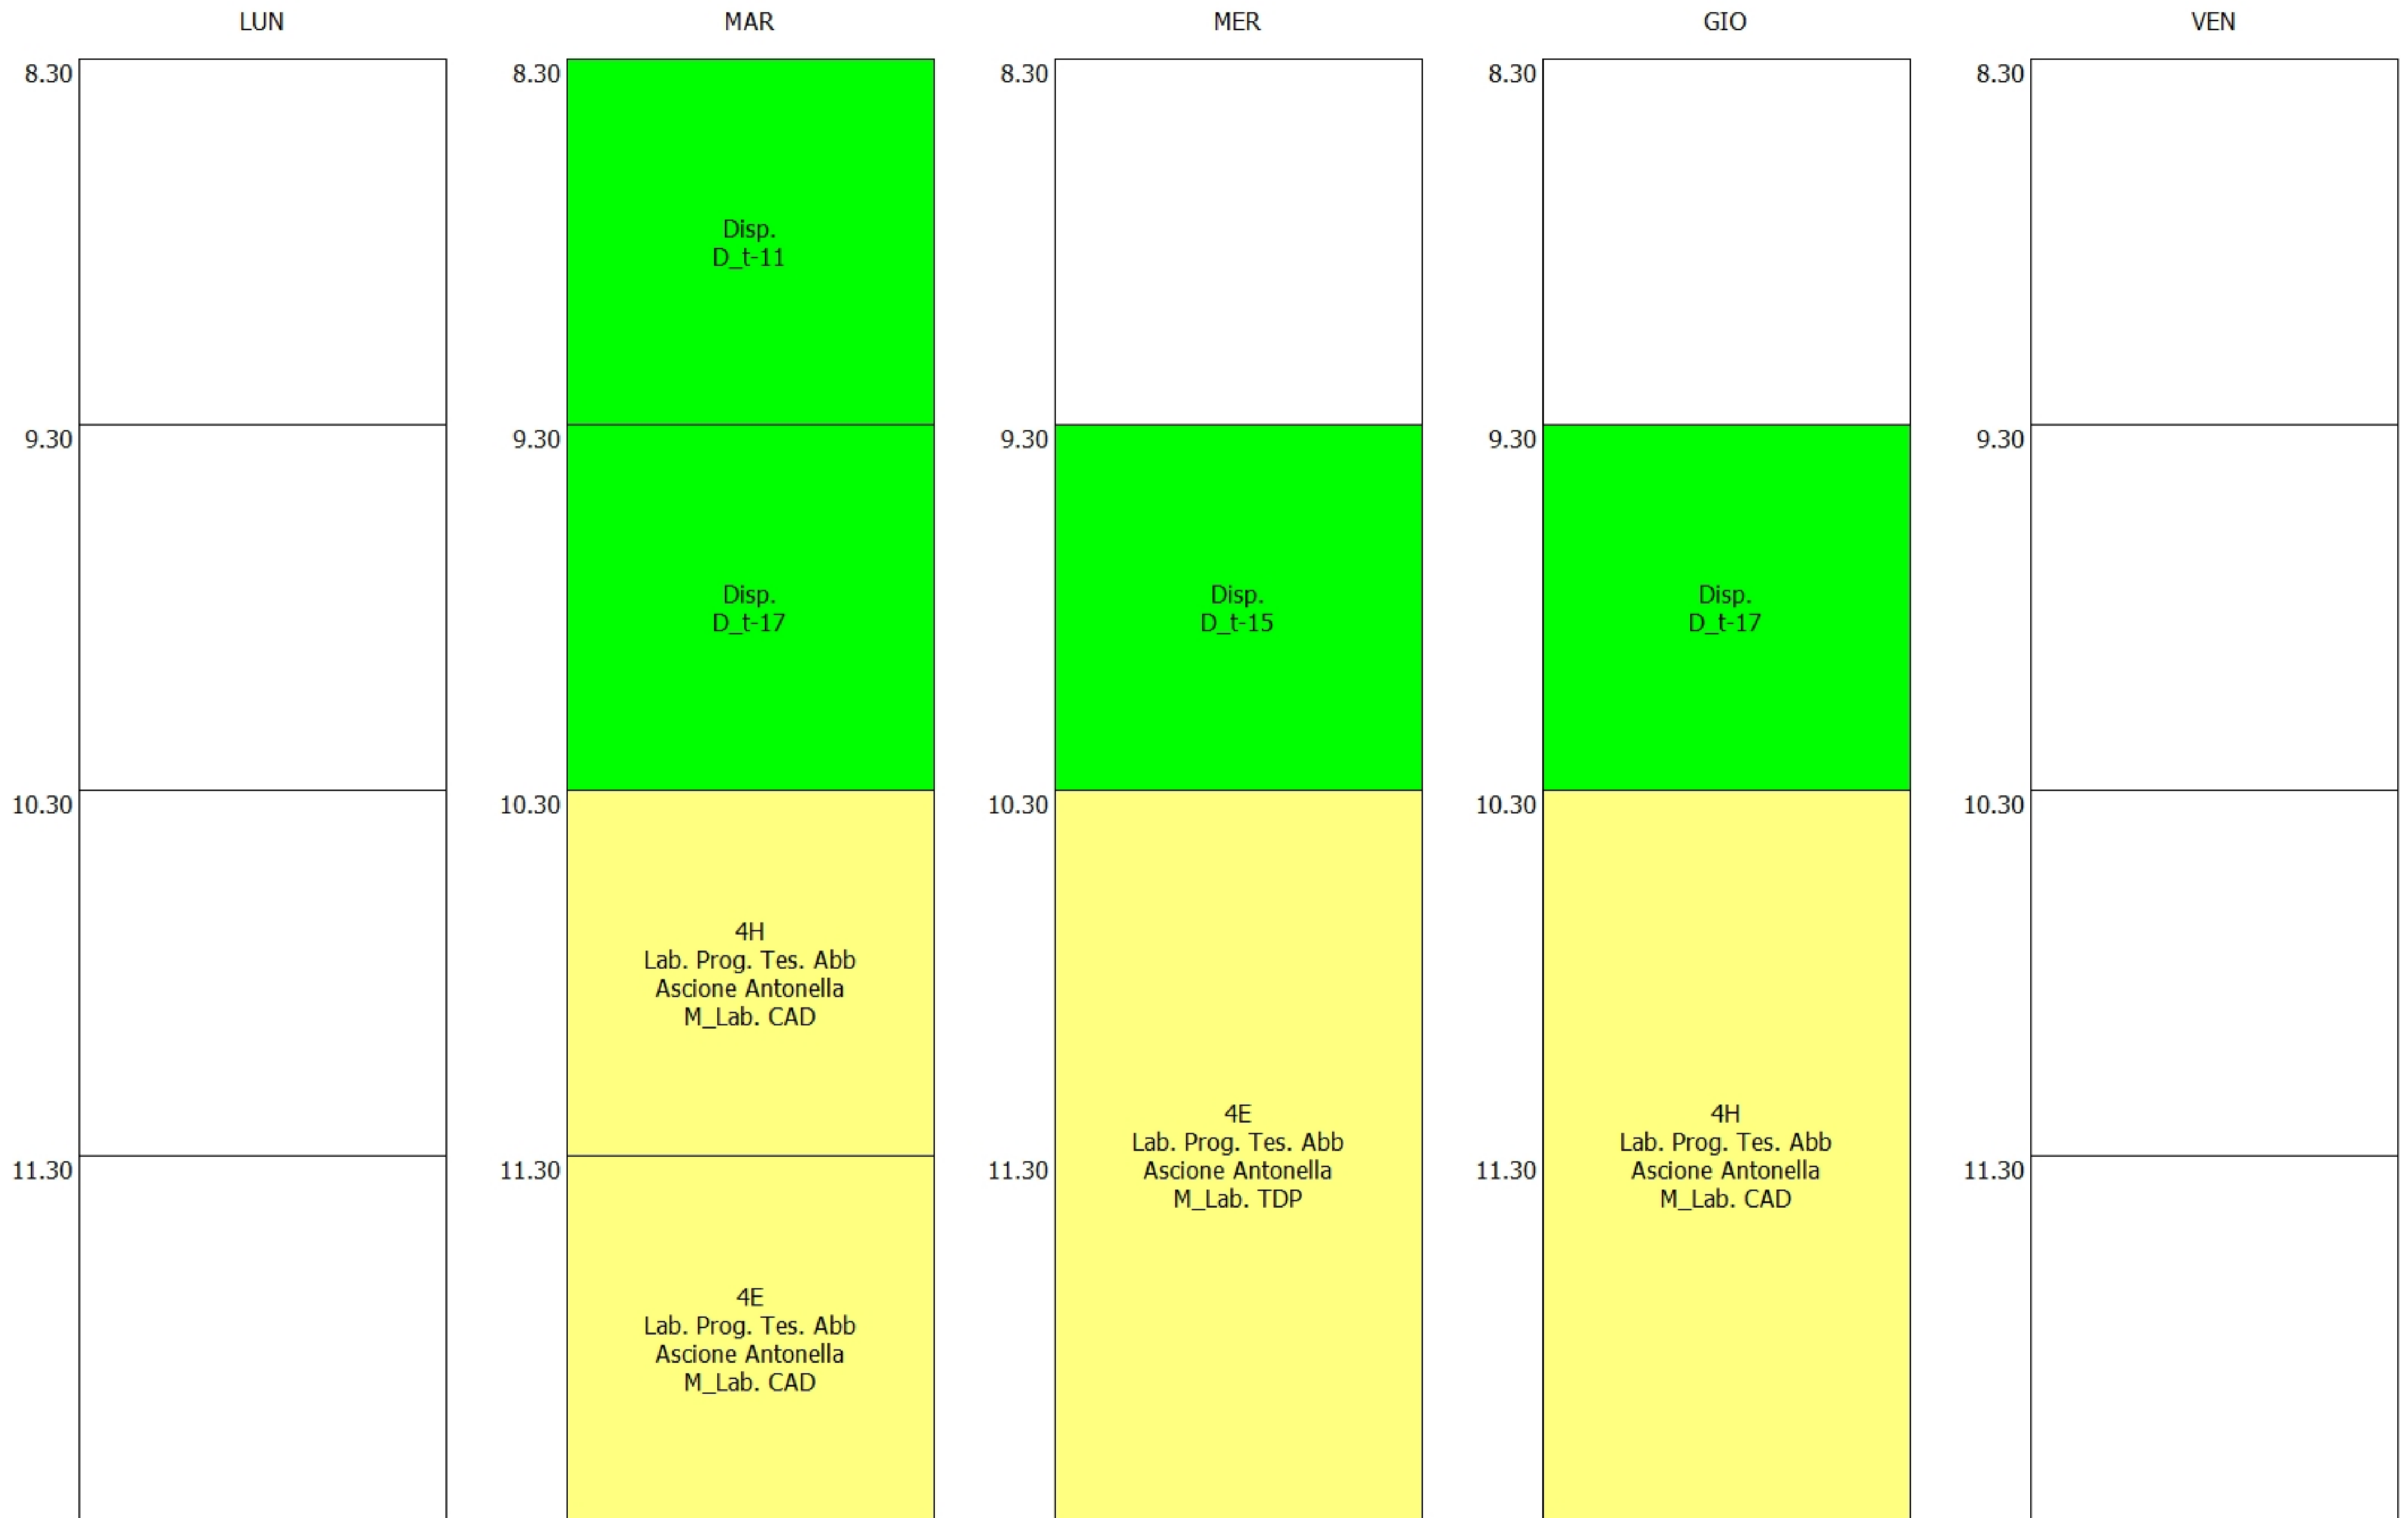 LUN
MAR
MER
GIO
VEN
8.30
8.30
8.30
8.30
8.30
Disp.
D_t-11
9.30
9.30
9.30
9.30
9.30
Disp.
D_t-17
Disp.
D_t-15
Disp.
D_t-17
10.30
10.30
10.30
10.30
10.30
4H
Lab. Prog. Tes. Abb
Ascione Antonella
M_Lab. CAD
4E
Lab. Prog. Tes. Abb
Ascione Antonella
M_Lab. TDP
4H
Lab. Prog. Tes. Abb
Ascione Antonella
M_Lab. CAD
11.30
11.30
11.30
11.30
11.30
4E
Lab. Prog. Tes. Abb
Ascione Antonella
M_Lab. CAD